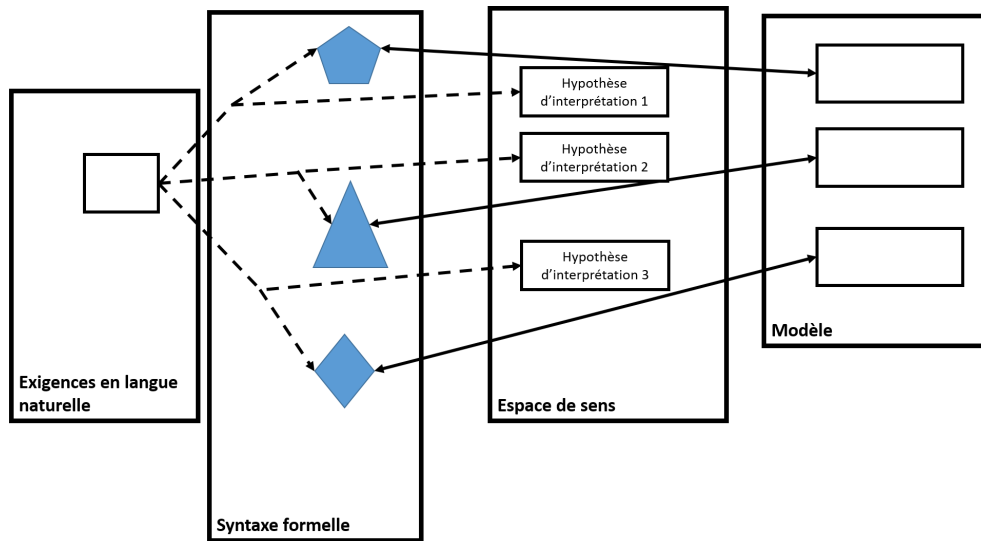 Hypothèse
d'interprétation 1
Hypothèse
d'interprétation 2
Hypothèse
d'interprétation 3
Modèle
Exigences en langue
naturelle
Espace de sens
Syntaxe formelle